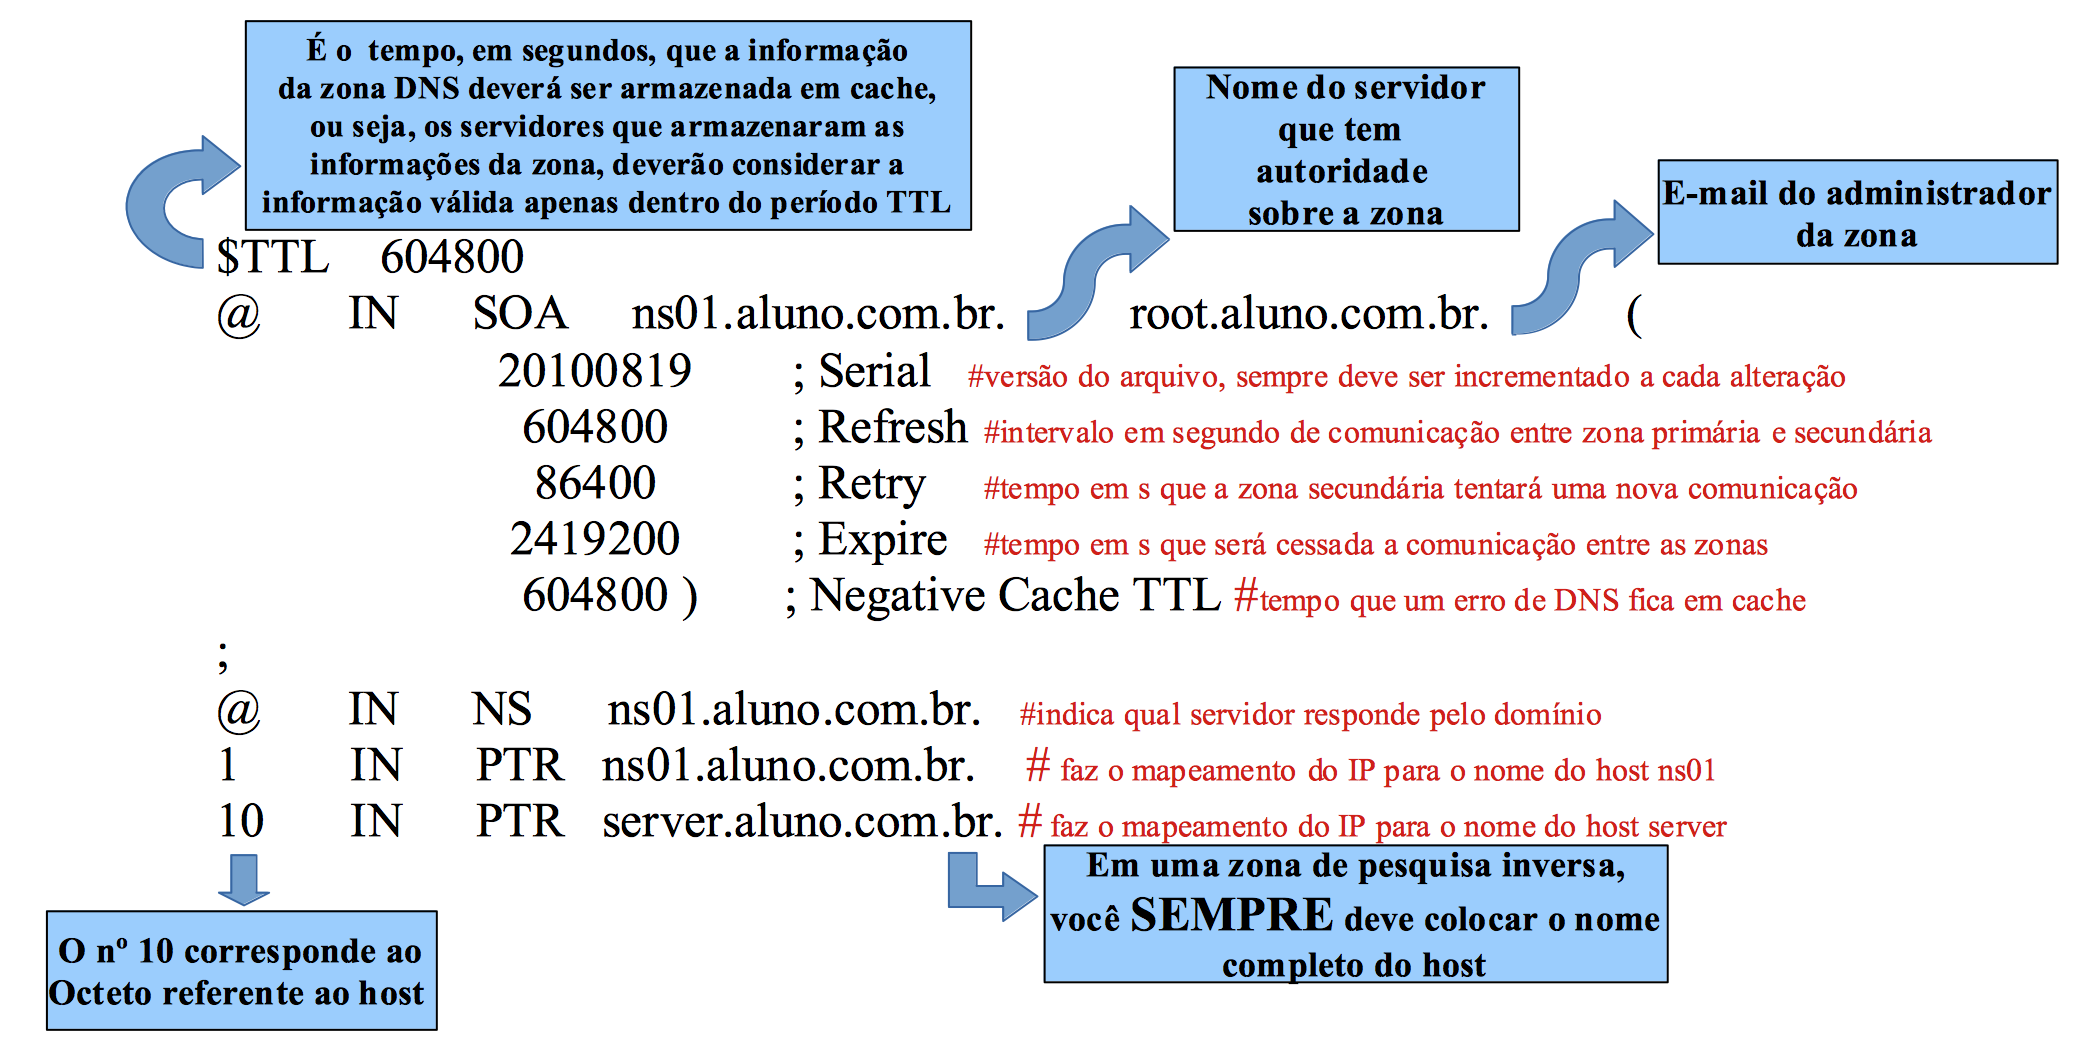 É o tempo, em segundos, que a informação
da zona DNS deverá ser armazenada em cache,
ou seja, os servidores que armazenaram as
informações da zona, deverão considerar a
informação válida apenas dentro do período TTL
Nome do servidor
que tem
autoridade
sobre a zona
E-mail do administrador
da zona
$TTL 604800
@ IN SOA ns01.aluno.com.br. root.aluno.com.br. (
20100819 ; Serial #versão do arquivo, sempre deve ser incrementado a cada alteração
604800 ; Refresh #intervalo em segundo de comunicação entre zona primária e secundária
86400 ; Retry #tempo em s que a zona secundária tentará uma nova comunicação
2419200 ; Expire #tempo em s que será cessada a comunicação entre as zonas
604800 ) ; Negative Cache TTL #tempo que um erro de DNS fica em cache
;
@ IN NS ns01.aluno.com.br. #indica qual servidor responde pelo domínio
1 IN PTR ns01.aluno.com.br. # faz o mapeamento do IP para o nome do host ns01
10 IN PTR server.aluno.com.br. # faz o mapeamento do IP para o nome do host server
Em uma zona de pesquisa inversa,
você SEMPRE deve colocar o nome
completo do host
O nº 10 corresponde ao
Octeto referente ao host